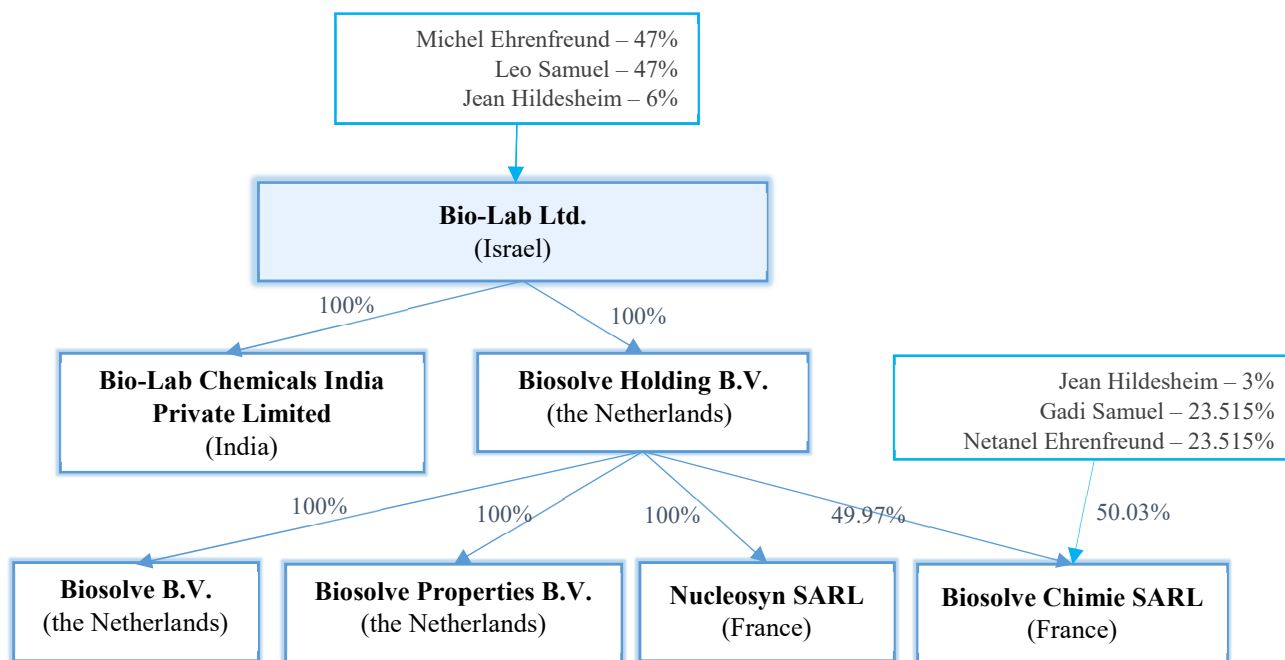 Michel Ehrenfreund – 47%
Leo Samuel – 47%
Jean Hildesheim – 6%
Bio-Lab Ltd.
(Israel)
100%
100%
Bio-Lab Chemicals India
Private Limited
(India)
Biosolve Holding B.V.
(the Netherlands)
Jean Hildesheim – 3%
Gadi Samuel – 23.515%
Netanel Ehrenfreund – 23.515%
100%
100%
100%
49.97%
50.03%
Biosolve B.V.
(the Netherlands)
Biosolve Properties B.V.
(the Netherlands)
Nucleosyn SARL
(France)
Biosolve Chimie SARL
(France)